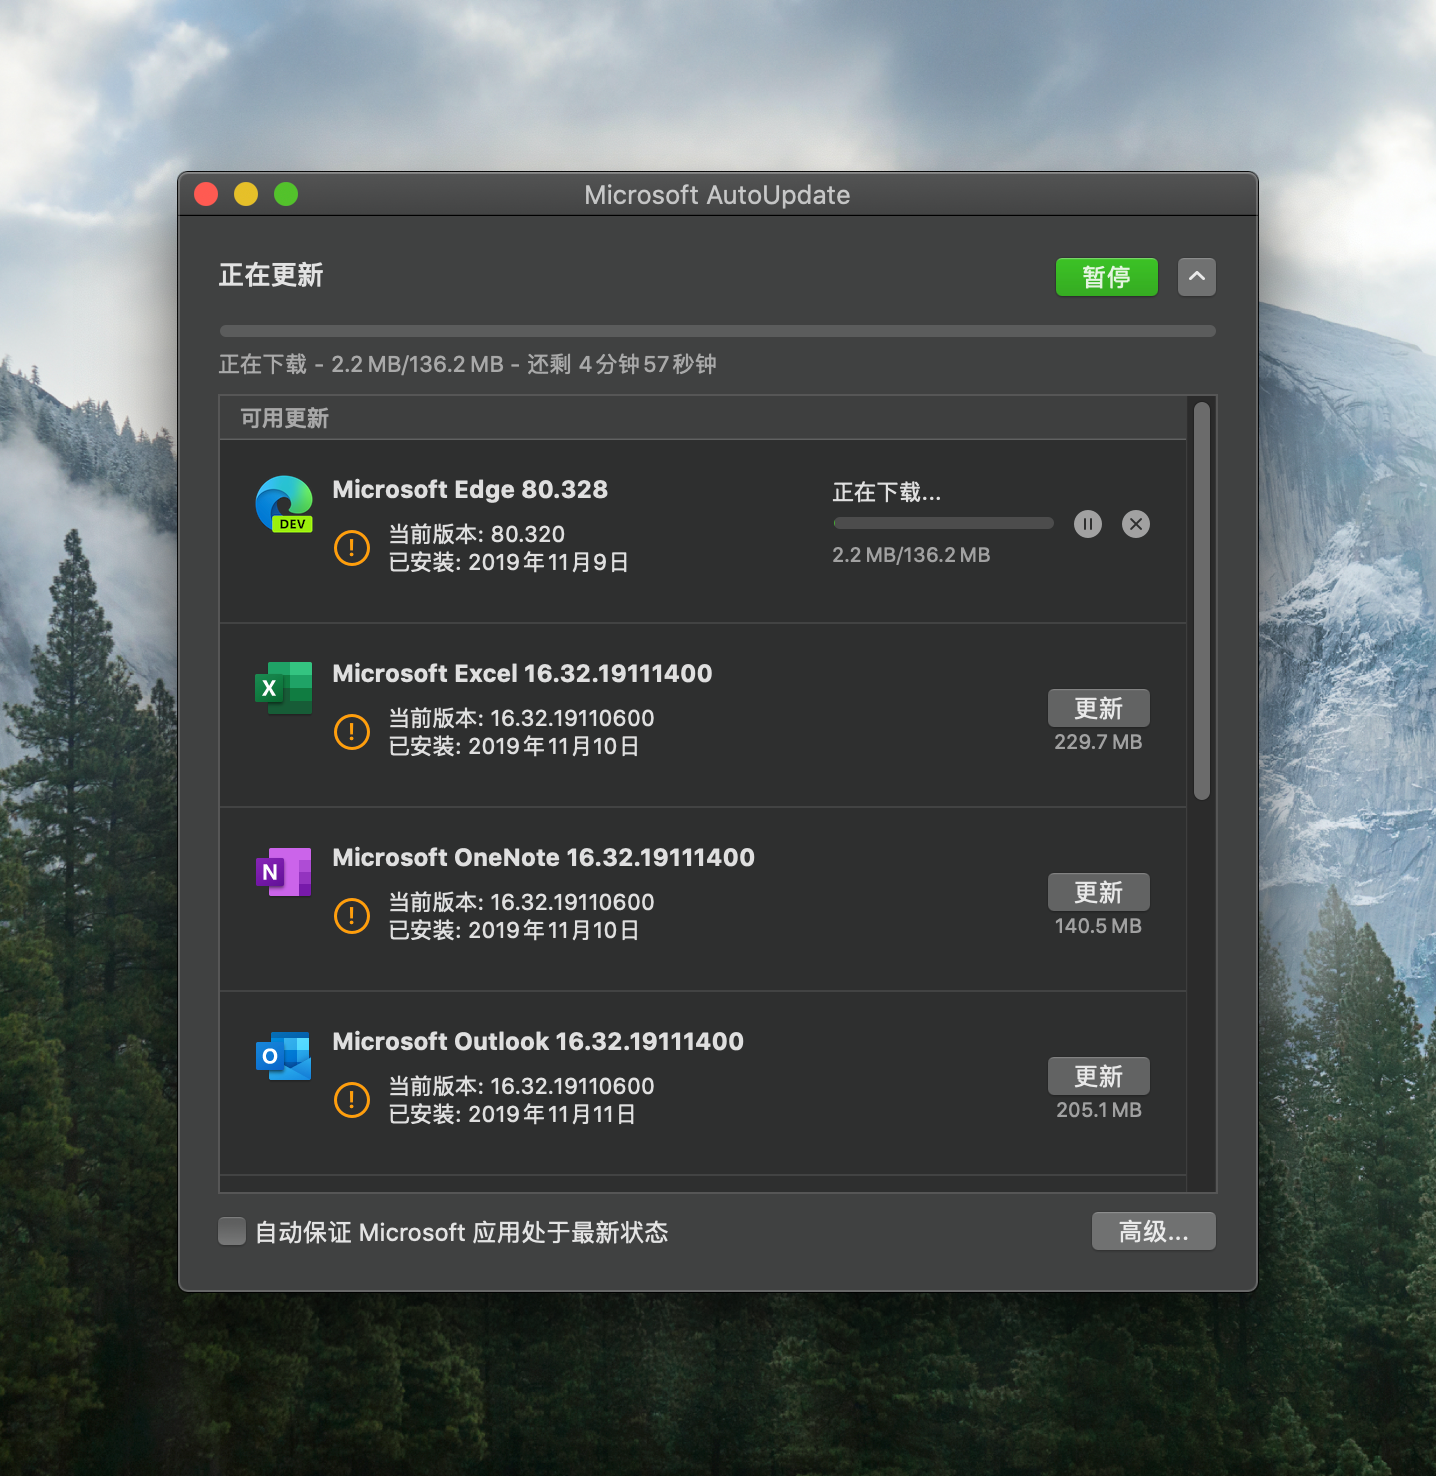 Microsoft AutoUpdate
正在更新
暂停
正在下载 - 2.2 MB/136.2 MB - 还剩 4分钟57秒钟
可用更新
DEV
Microsoft Edge 80.328
当前版本: 80.320
已安装: 2019年11月9日
正在下载...
2.2 MB/136.2 MB
X
Microsoft Excel 16.32.19111400
当前版本: 16.32.19110600
已安装: 2019年11月10日
更新
229.7 MB
N
Microsoft OneNote 16.32.19111400
当前版本: 16.32.19110600
已安装: 2019年11月10日
更新
140.5 MB
O
Microsoft Outlook 16.32.19111400
当前版本: 16.32.19110600
已安装: 2019年11月11日
更新
205.1 MB
自动保证 Microsoft 应用处于最新状态
高级...